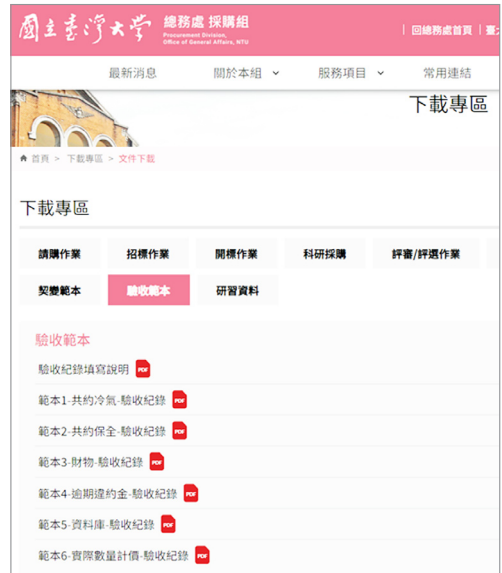 國立臺灣大學 總務處 採購組
Procurement Division,
Office of General Affairs, NTU
| 回總務處首頁 | 臺
最新消息 關於本組 服務項目 常用連結
下載專區
首頁 > 下載專區 > 文件下載
下載專區
請購作業 招標作業 開標作業 科研採購 評審/評選作業
契變範本 驗收範本 研習資料
驗收範本
驗收紀錄填寫說明 PDF
範本1-共約冷氣-驗收紀錄 PDF
範本2-共約保全-驗收紀錄 PDF
範本3-財物-驗收紀錄 PDF
範本4-逾期違約金-驗收紀錄 PDF
範本5-資料庫-驗收紀錄 PDF
範本6-實際數量計價-驗收紀錄 PDF